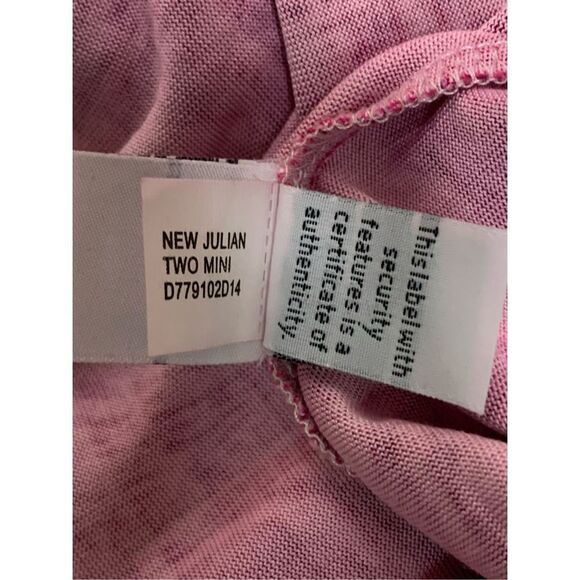 NEW JULIAN
TWO MINI
D779102D14
This label with
security
features is a
certificate of
authenticity.